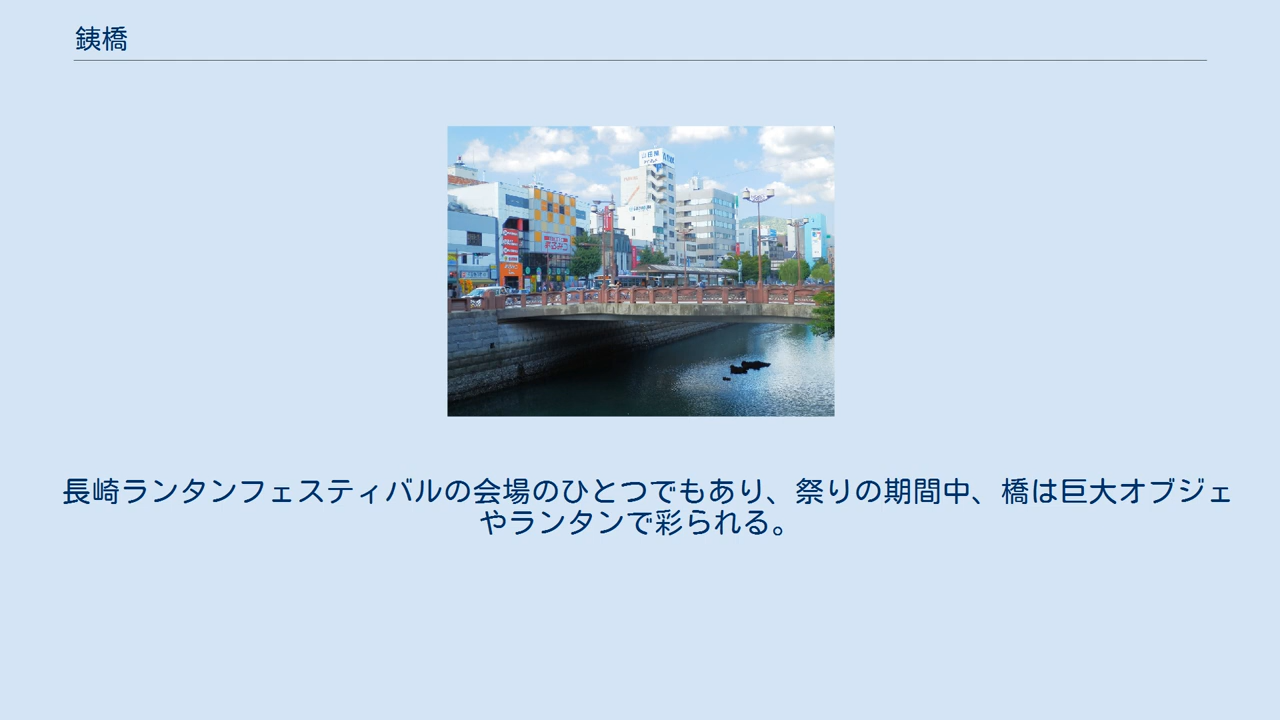 銕橋
長崎ランタンフェスティバルの会場のひとつでもあり、祭りの期間中、橋は巨大オブジェ
やランタンで彩られる。